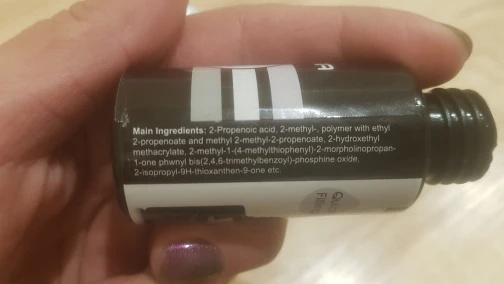 A
Main Ingredients: 2-Propenoic acid, 2-methyl-, polymer with ethyl
2-propenoate and methyl 2-methyl-2-propenoate, 2-hydroxethyl
methacrylate, 2-methyl-1-(4-methylthiophenyl)-2-morpholinopropan-
1-one phwnyl bis(2,4,6-trimethylbenzoyl)-phosphine oxide,
2-isopropyl-9H-thioxanthen-9-one etc.